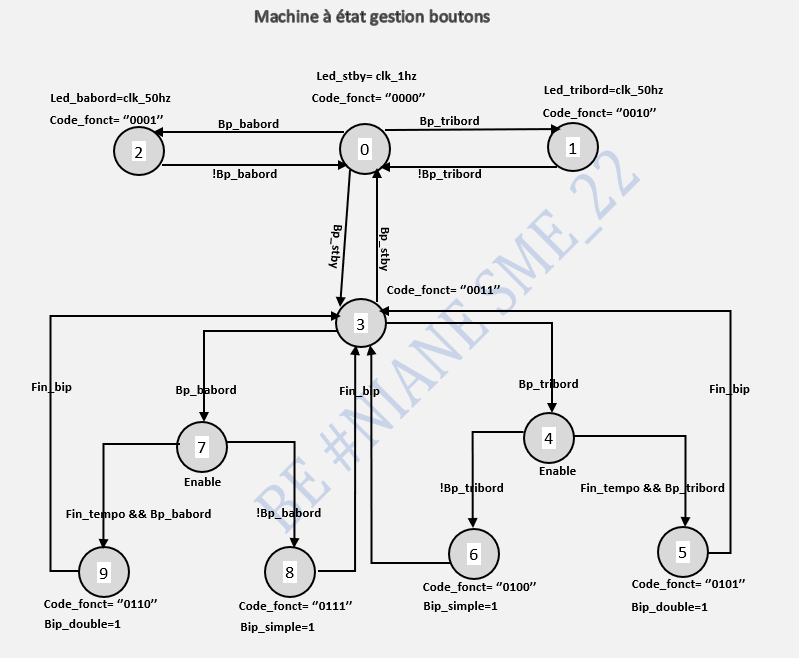 Machine à état gestion boutons
Led_stby= clk_1hz
Code_fonct= “0000”
Led_babord=clk_50hz
Code_fonct= “0001”
Led_tribord=clk_50hz
Code_fonct= “0010”
Bp_babord
Bp_tribord
2
0
1
!Bp_babord
!Bp_tribord
Bp_stby
Bp_stby
Code_fonct= “0011”
3
Fin_bip
Bp_babord
Fin_bip
Bp_tribord
Fin_bip
7
4
Enable
Enable
Fin_tempo && Bp_babord
!Bp_babord
!Bp_tribord
Fin_tempo && Bp_tribord
9
8
6
5
Code_fonct= “0110”
Bip_double=1
Code_fonct= “0111”
Bip_simple=1
Code_fonct= “0100”
Bip_simple=1
Code_fonct= “0101”
Bip_double=1
BE #NIANE SME_22